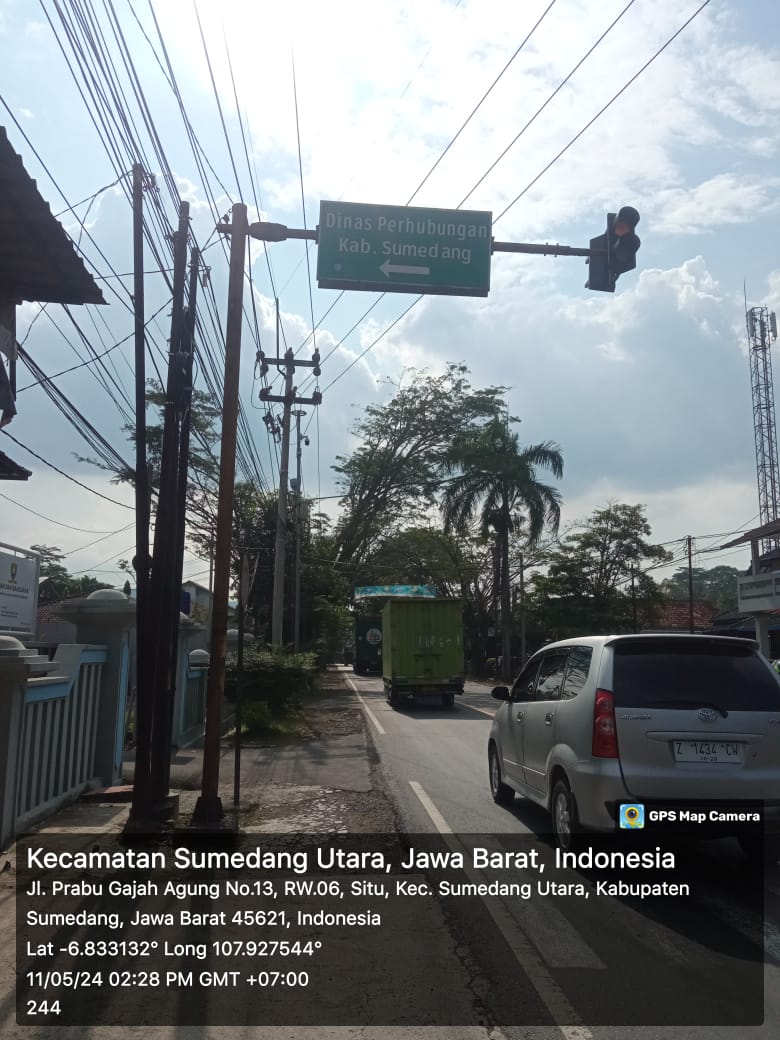 Dinas Perhubungan
Kab. Sumedang
Z 1434 CW
GPS Map Camera
Kecamatan Sumedang Utara, Jawa Barat, Indonesia
Jl. Prabu Gajah Agung No.13, RW.06, Situ, Kec. Sumedang Utara, Kabupaten
Sumedang, Jawa Barat 45621, Indonesia
Lat -6.833132° Long 107.927544°
11/05/24 02:28 PM GMT +07:00
244